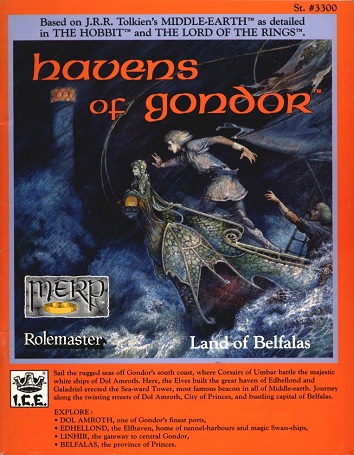 St. #3300
Based on J.R.R. Tolkien's MIDDLE-EARTH™ as detailed
in THE HOBBIT™ and THE LORD OF THE RINGS™.
havens
of gondor™
MERP
Rolemaster
Land of Belfalas
I.C.E.
Sail the rugged seas off Gondor's south coast, where Corsairs of Umbar battle the majestic
white ships of Dol Amroth. Here, the Elves built the great haven of Edhellond and
Galadriel erected the Sea-ward Tower, most famous beacon in all of Middle-earth. Journey
along the twisting streets of Dol Amroth, City of Princes, and bustling capital of Belfalas.
EXPLORE :
• DOL AMROTH, one of Gondor's finest ports,
• EDHELLOND, the Elfhaven, home of tunnel-harbours and magic Swan-ships,
• LINHIR, the gateway to central Gondor,
• BELFALAS, the province of Princes.